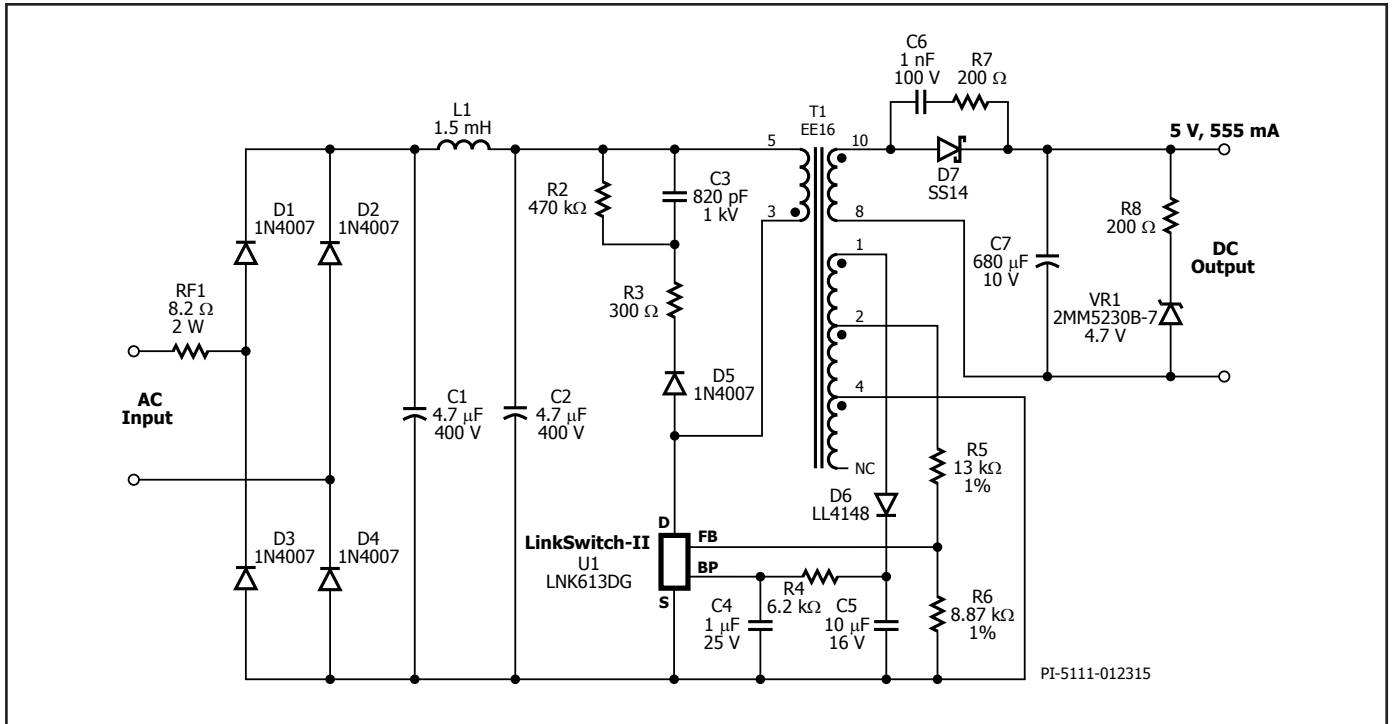 C6
1 nF
100 V
R7
200 Ω
L1
1.5 mH
T1
EE16
5 V, 555 mA
5
10
D7
SS14
C3
820 pF
1 kV
R2
470 kΩ
3
8
R8
200 Ω
D1
1N4007
D2
1N4007
1
C7
680 μF
10 V
DC
Output
RF1
8.2 Ω
2 W
R3
300 Ω
2
VR1
2MM5230B-7
4.7 V
D5
1N4007
4
AC
Input
C1
4.7 μF
400 V
C2
4.7 μF
400 V
NC
R5
13 kΩ
1%
D6
LL4148
D3
1N4007
D4
1N4007
D
LinkSwitch-II
U1
LNK613DG
FB
BP
S
R4
6.2 kΩ
C4
1 μF
25 V
C5
10 μF
16 V
R6
8.87 kΩ
1%
PI-5111-012315